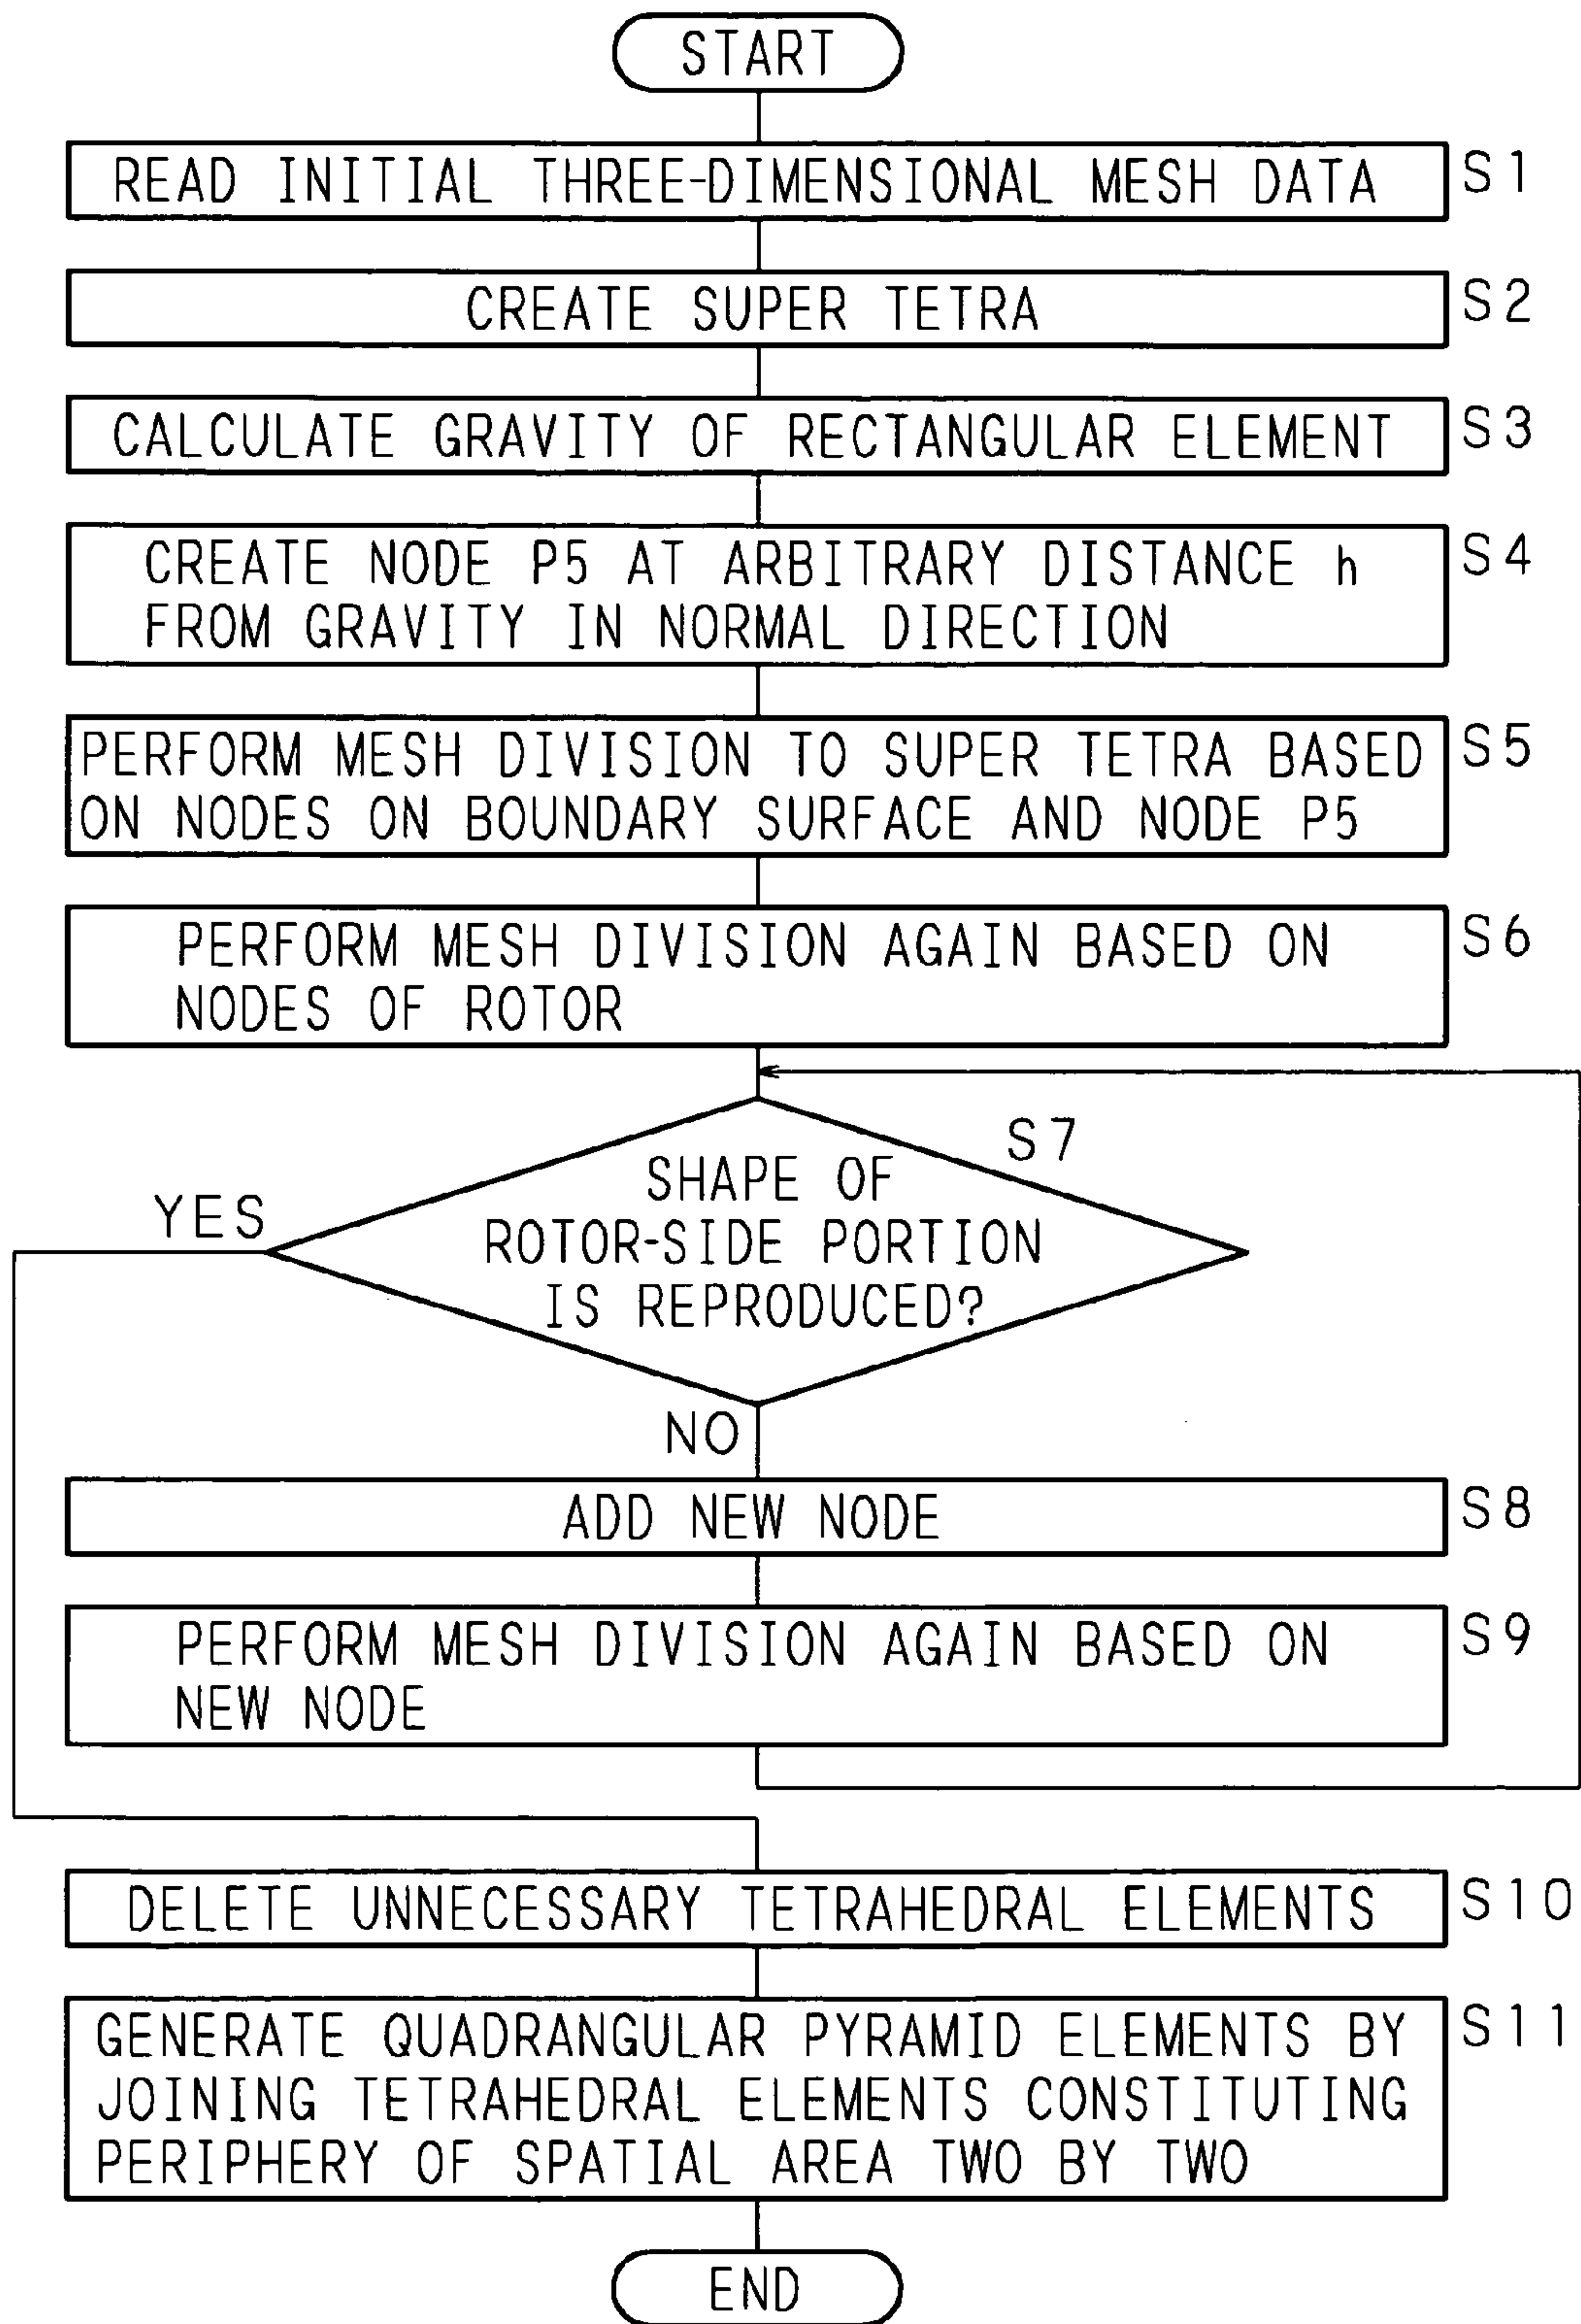 START
READ INITIAL THREE-DIMENSIONAL MESH DATA
S1
CREATE SUPER TETRA
S2
CALCULATE GRAVITY OF RECTANGULAR ELEMENT
S3
CREATE NODE P5 AT ARBITRARY DISTANCE h
FROM GRAVITY IN NORMAL DIRECTION
S4
PERFORM MESH DIVISION TO SUPER TETRA BASED
ON NODES ON BOUNDARY SURFACE AND NODE P5
S5
PERFORM MESH DIVISION AGAIN BASED ON
NODES OF ROTOR
S6
S7
SHAPE OF
ROTOR-SIDE PORTION
IS REPRODUCED?
YES
NO
ADD NEW NODE
S8
PERFORM MESH DIVISION AGAIN BASED ON
NEW NODE
S9
DELETE UNNECESSARY TETRAHEDRAL ELEMENTS
S10
GENERATE QUADRANGULAR PYRAMID ELEMENTS BY
JOINING TETRAHEDRAL ELEMENTS CONSTITUTING
PERIPHERY OF SPATIAL AREA TWO BY TWO
S11
END